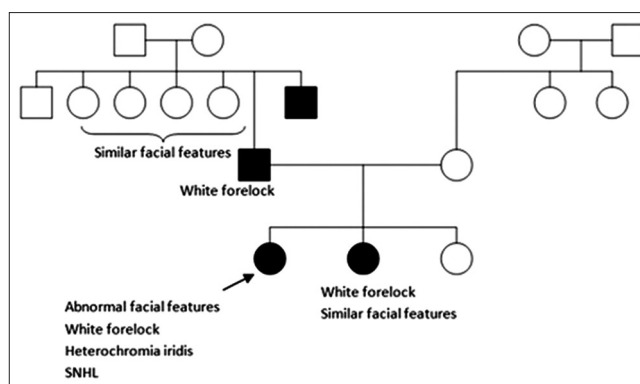 Similar facial features
White forelock
White forelock
Similar facial features
Abnormal facial features
White forelock
Heterochromia iridis
SNHL